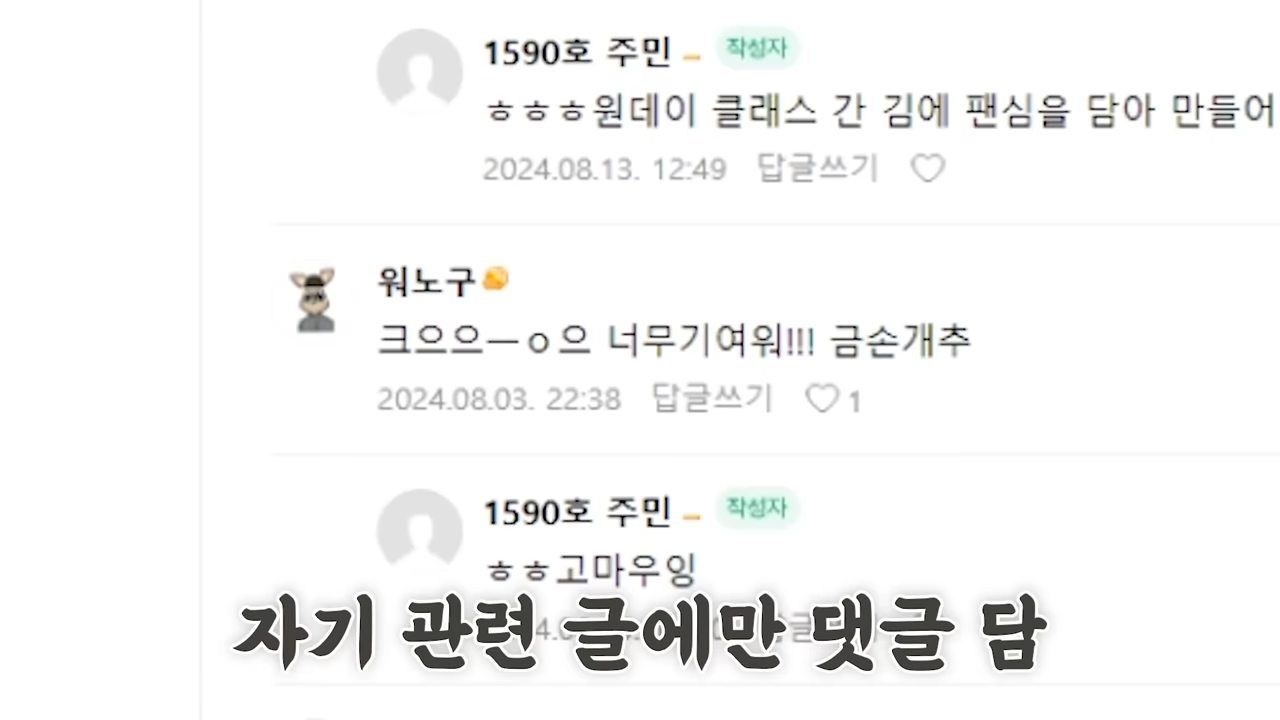 1590호 주민 작성자
ㅎㅎㅎ원데이 클래스 간 김에 팬심을 담아 만들어
2024.08.13. 12:49 답글쓰기
워노구
크으으ㅡㅇ으 너무기여워!!! 금손개추
2024.08.03. 22:38 답글쓰기 1
1590호 주민 작성자
ㅎㅎ고마우잉
자기 관련 글에만 댓글 담